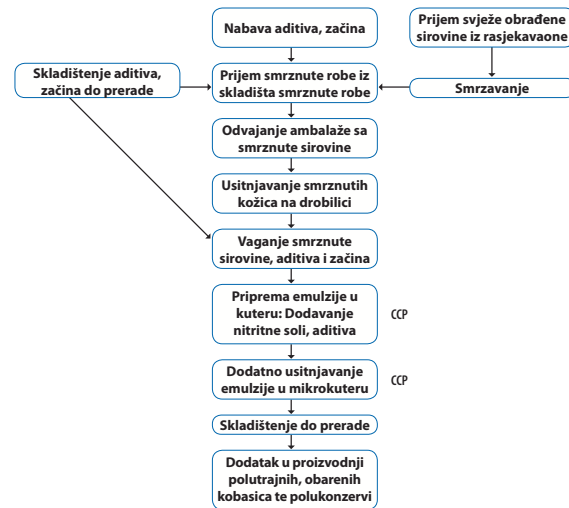 Nabava aditiva, začina
Prijem svježe obrađene
sirovine iz rasjekavaone
Skladištenje aditiva,
začina do prerade
Prijem smrznute robe iz
skladišta smrznute robe
Smrzavanje
Odvajanje ambalaže sa
smrznute sirovine
Usitnjavanje smrznutih
kožica na drobilici
Vaganje smrznute
sirovine, aditiva i začina
Priprema emulzije u
kuteru: Dodavanje
nitritne soli, aditiva
CCP
Dodatno usitnjavanje
emulzije u mikrokuteru
CCP
Skladištenje do prerade
Dodatak u proizvodnji
polutrajnih, obarenih
kobasica te polukonzervi